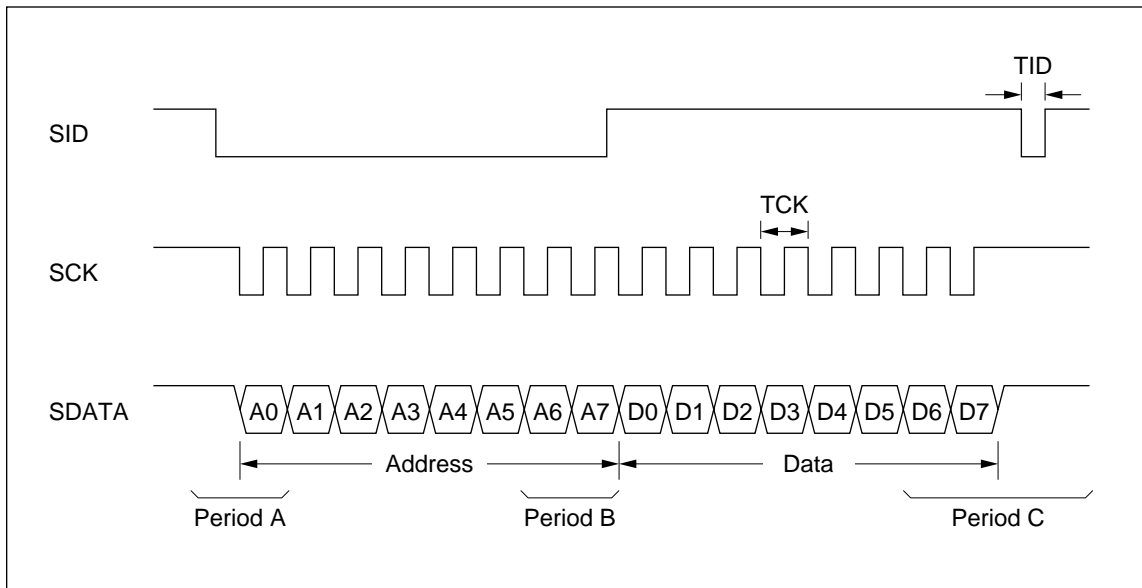 TID
SID
TCK
SCK
SDATA A0 A1 A2 A3 A4 A5 A6 A7 D0 D1 D2 D3 D4 D5 D6 D7
Address Data
Period A Period B Period C